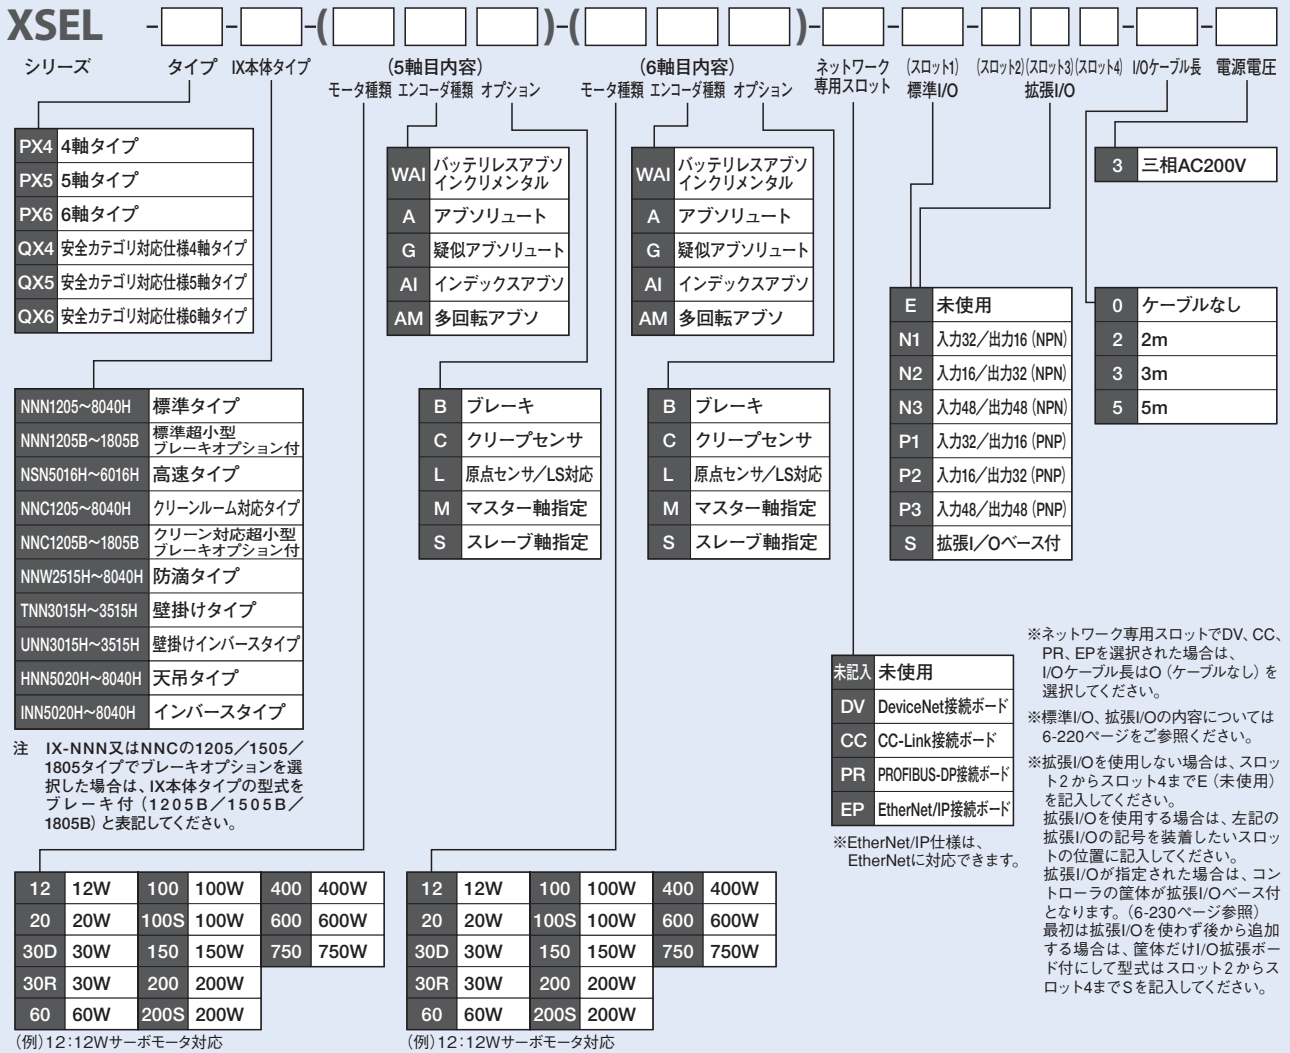 XSEL - - - ( ) - ( ) - - - - -
シリーズ タイプ IX本体タイプ (5軸目内容) (6軸目内容) ネットワーク専用スロット (スロット1) 標準I/O (スロット2)(スロット3)(スロット4) 拡張I/O I/Oケーブル長 電源電圧
モータ種類 エンコーダ種類 オプション モータ種類 エンコーダ種類 オプション
PX4 4軸タイプ
PX5 5軸タイプ
PX6 6軸タイプ
QX4 安全カテゴリ対応仕様4軸タイプ
QX5 安全カテゴリ対応仕様5軸タイプ
QX6 安全カテゴリ対応仕様6軸タイプ
WAI バッテリレスアブソ
インクリメンタル
A アブソリュート
G 疑似アブソリュート
AI インデックスアブソ
AM 多回転アブソ
WAI バッテリレスアブソ
インクリメンタル
A アブソリュート
G 疑似アブソリュート
AI インデックスアブソ
AM 多回転アブソ
3 三相AC200V
E 未使用
N1 入力32／出力16 (NPN)
N2 入力16／出力32 (NPN)
N3 入力48／出力48 (NPN)
P1 入力32／出力16 (PNP)
P2 入力16／出力32 (PNP)
P3 入力48／出力48 (PNP)
S 拡張I／Oベース付
0 ケーブルなし
2 2m
3 3m
5 5m
NNN1205～8040H 標準タイプ
NNN1205B～1805B 標準超小型
ブレーキオプション付
NSN5016H～6016H 高速タイプ
NNC1205～8040H クリーンルーム対応タイプ
NNC1205B～1805B クリーン対応超小型
ブレーキオプション付
NNW2515H～8040H 防滴タイプ
TNN3015H～3515H 壁掛けタイプ
UNN3015H～3515H 壁掛けインバースタイプ
HNN5020H～8040H 天吊タイプ
INN5020H～8040H インバースタイプ
注 IX-NNN又はNNCの1205／1505／
1805タイプでブレーキオプションを選
択した場合は、IX本体タイプの型式を
ブレーキ付（1205B／1505B／
1805B）と表記してください。
B ブレーキ
C クリープセンサ
L 原点センサ/LS対応
M マスター軸指定
S スレーブ軸指定
B ブレーキ
C クリープセンサ
L 原点センサ/LS対応
M マスター軸指定
S スレーブ軸指定
未記入 未使用
DV DeviceNet接続ボード
CC CC-Link接続ボード
PR PROFIBUS-DP接続ボード
EP EtherNet/IP接続ボード
※EtherNet/IP仕様は、
EtherNetに対応できます。
※ネットワーク専用スロットでDV、CC、
PR、EPを選択された場合は、
I/Oケーブル長はO（ケーブルなし）を
選択してください。
※標準I/O、拡張I/Oの内容については
6-220ページをご参照ください。
※拡張I/Oを使用しない場合は、スロッ
ト2からスロット4までE（未使用）
を記入してください。
拡張I/Oを使用する場合は、左記の
拡張I/Oの記号を装着したいスロッ
トの位置に記入してください。
拡張I/Oが指定された場合は、コン
トローラの筐体が拡張I/Oベース付
となります。（6-230ページ参照）
最初は拡張I/Oを使わず後から追加
する場合は、筐体だけI/O拡張ボー
ド付にして型式はスロット2からス
ロット4までSを記入してください。
12 12W 100 100W 400 400W
20 20W 100S 100W 600 600W
30D 30W 150 150W 750 750W
30R 30W 200 200W
60 60W 200S 200W
（例）12：12Wサーボモータ対応
12 12W 100 100W 400 400W
20 20W 100S 100W 600 600W
30D 30W 150 150W 750 750W
30R 30W 200 200W
60 60W 200S 200W
（例）12：12Wサーボモータ対応